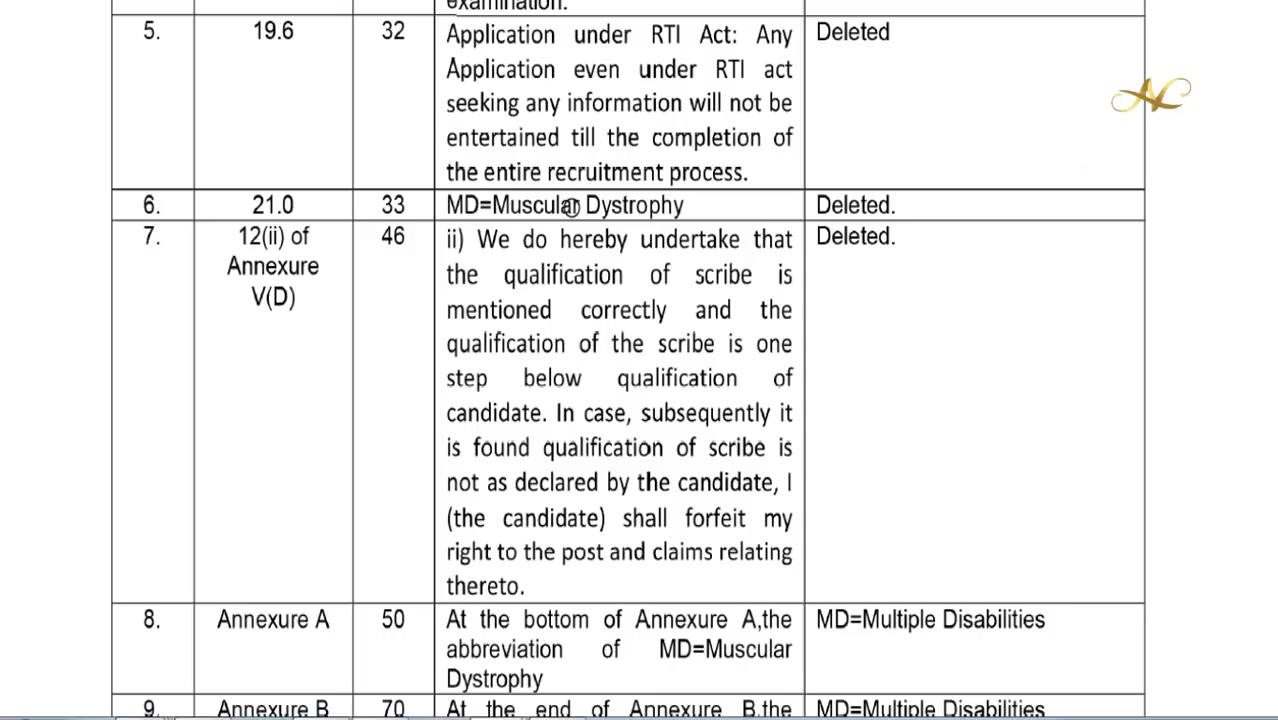 examination.
5. 19.6 32 Application under RTI Act: Any Deleted
Application even under RTI act
seeking any information will not be
entertained till the completion of
the entire recruitment process.
6. 21.0 33 MD=Muscular Dystrophy Deleted.
7. 12(ii) of 46 ii) We do hereby undertake that Deleted.
Annexure the qualification of scribe is
V(D) mentioned correctly and the
qualification of the scribe is one
step below qualification of
candidate. In case, subsequently it
is found qualification of scribe is
not as declared by the candidate, I
(the candidate) shall forfeit my
right to the post and claims relating
thereto.
8. Annexure A 50 At the bottom of Annexure A,the MD=Multiple Disabilities
abbreviation of MD=Muscular
Dystrophy
9. Annexure B 70 At the end of Annexure B,the MD=Multiple Disabilities